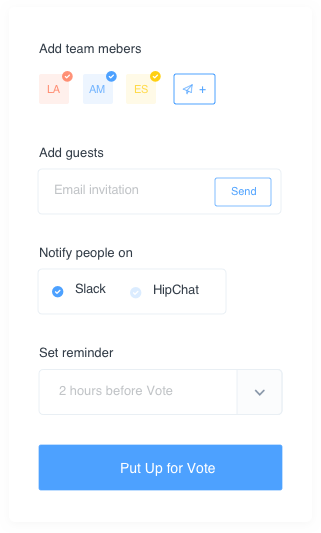 Add team mebers
LA AM ES +
Add guests
Email invitation Send
Notify people on
Slack HipChat
Set reminder
2 hours before Vote
Put Up for Vote